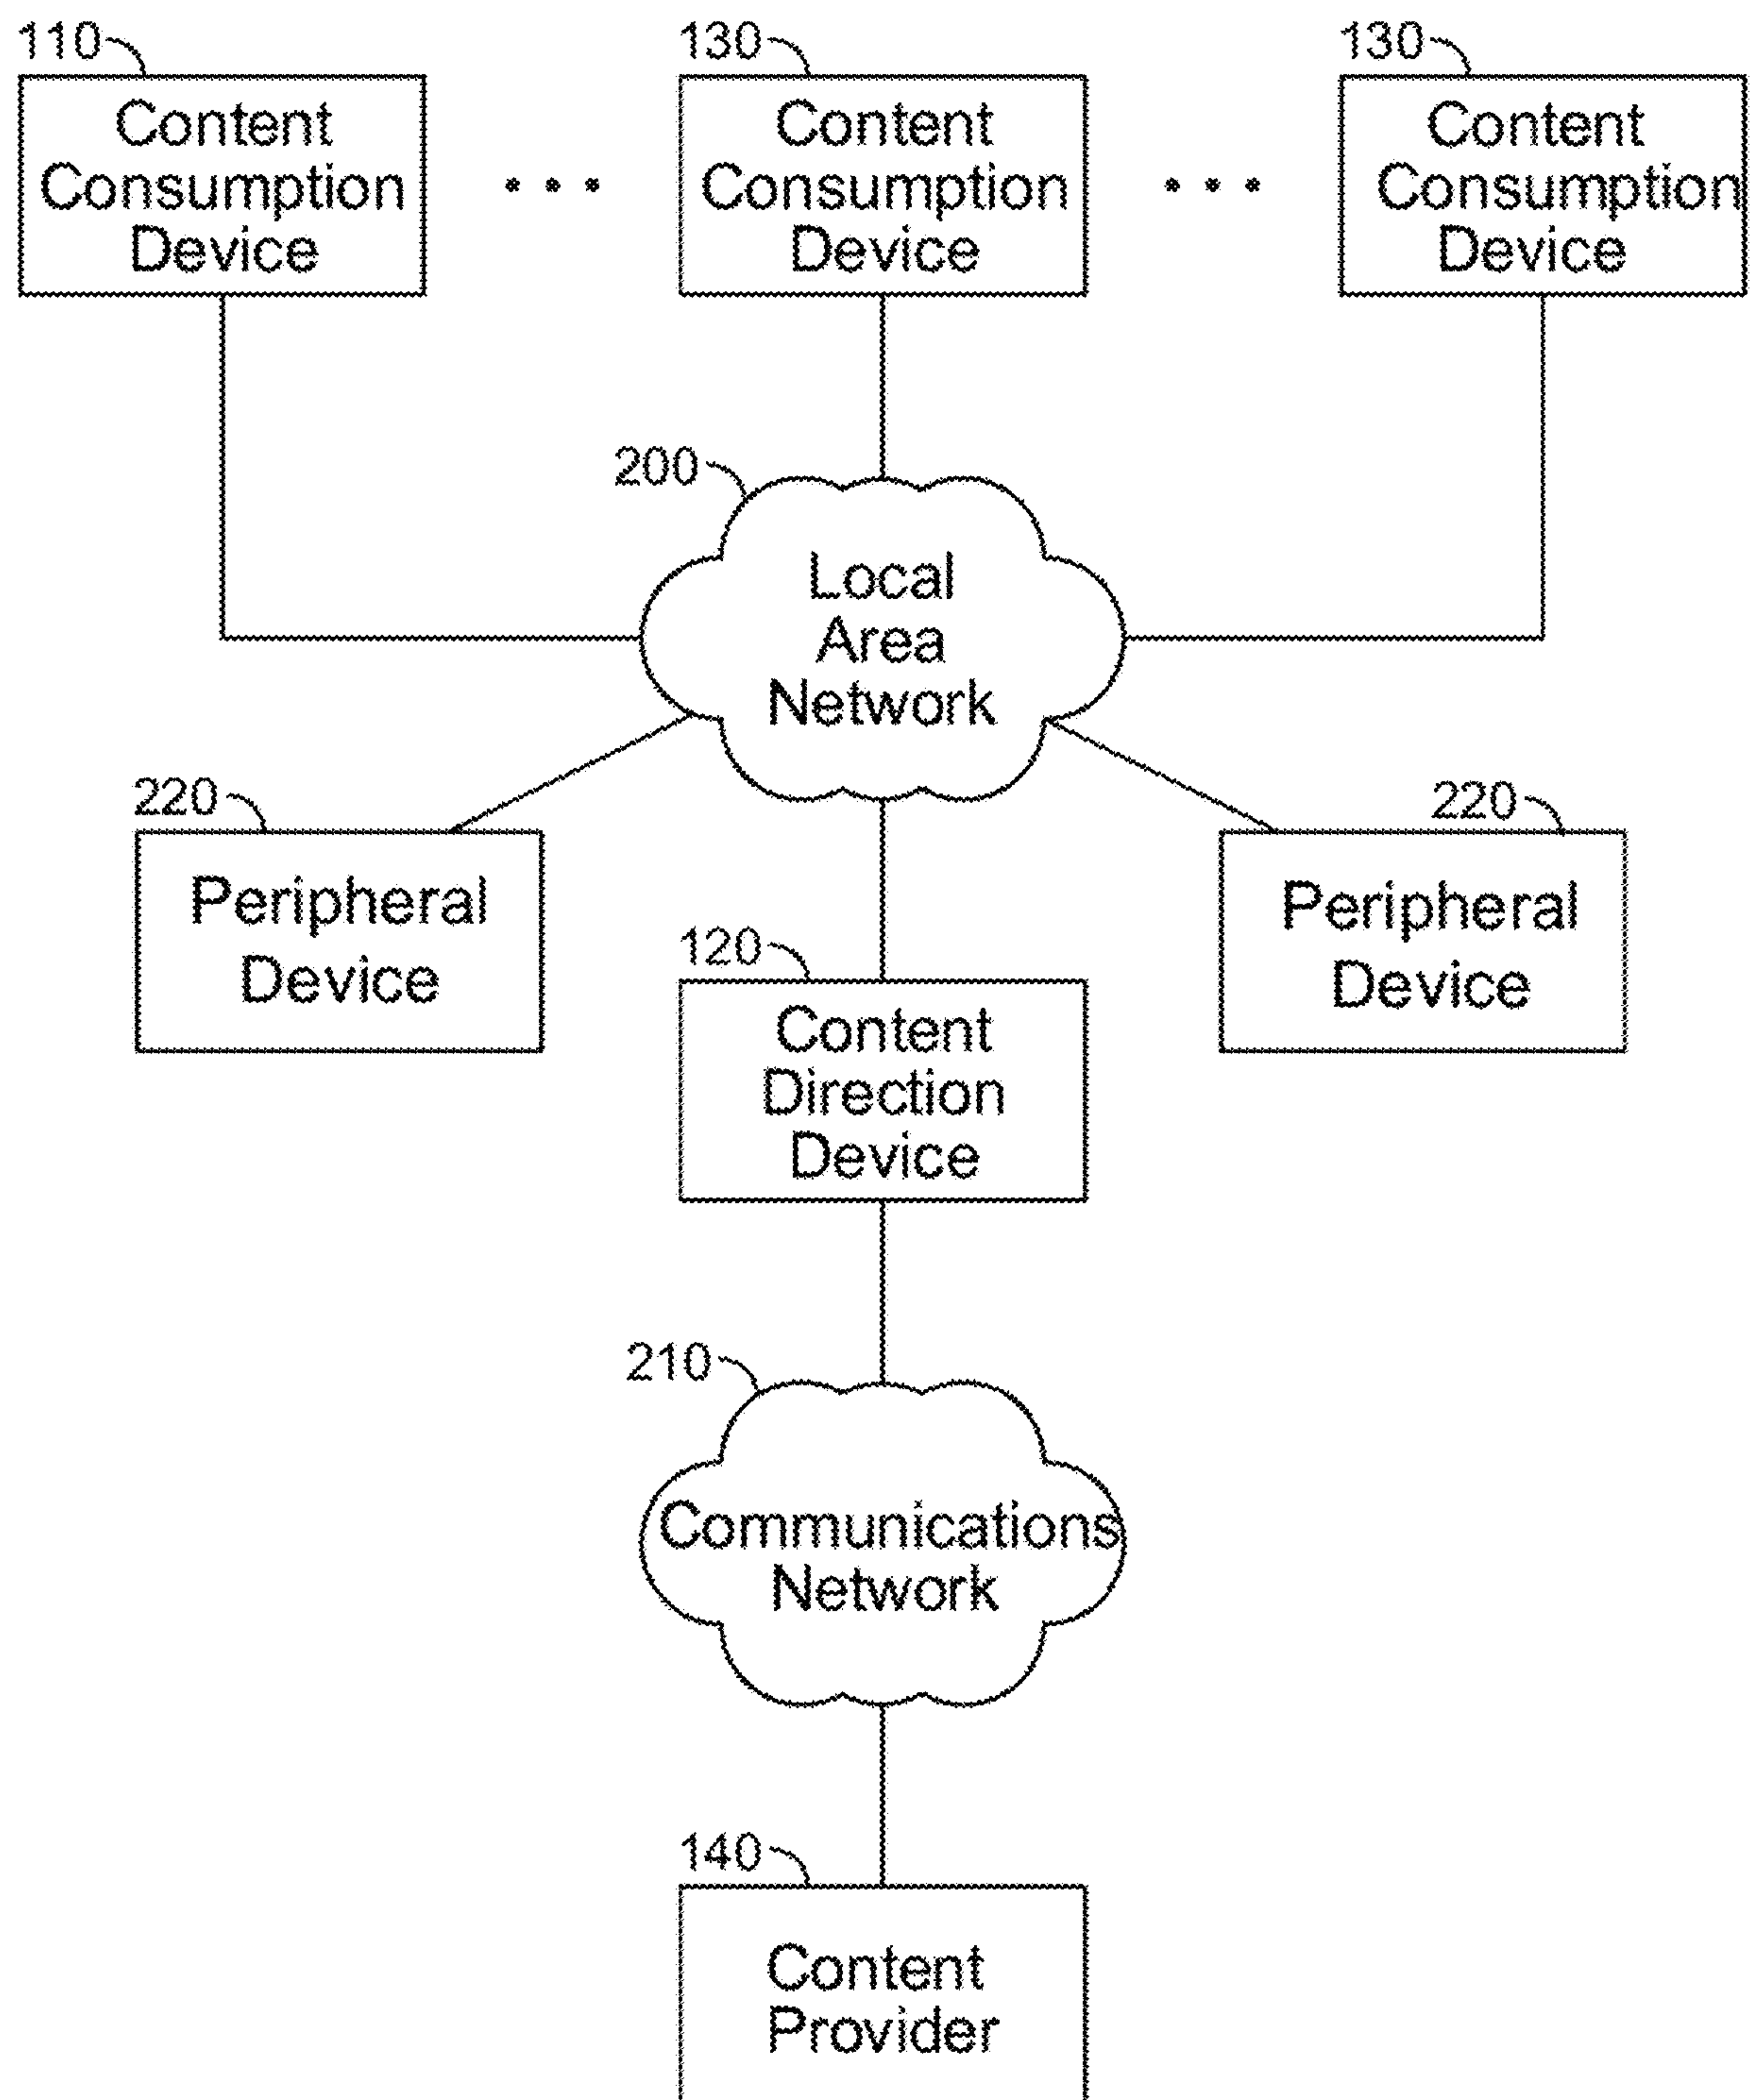 110
130
130
Content
Consumption
Device
Content
Consumption
Device
Content
Consumption
Device
200
Local
Area
Network
220
Peripheral
Device
220
Peripheral
Device
120
Content
Direction
Device
210
Communications
Network
140
Content
Provider